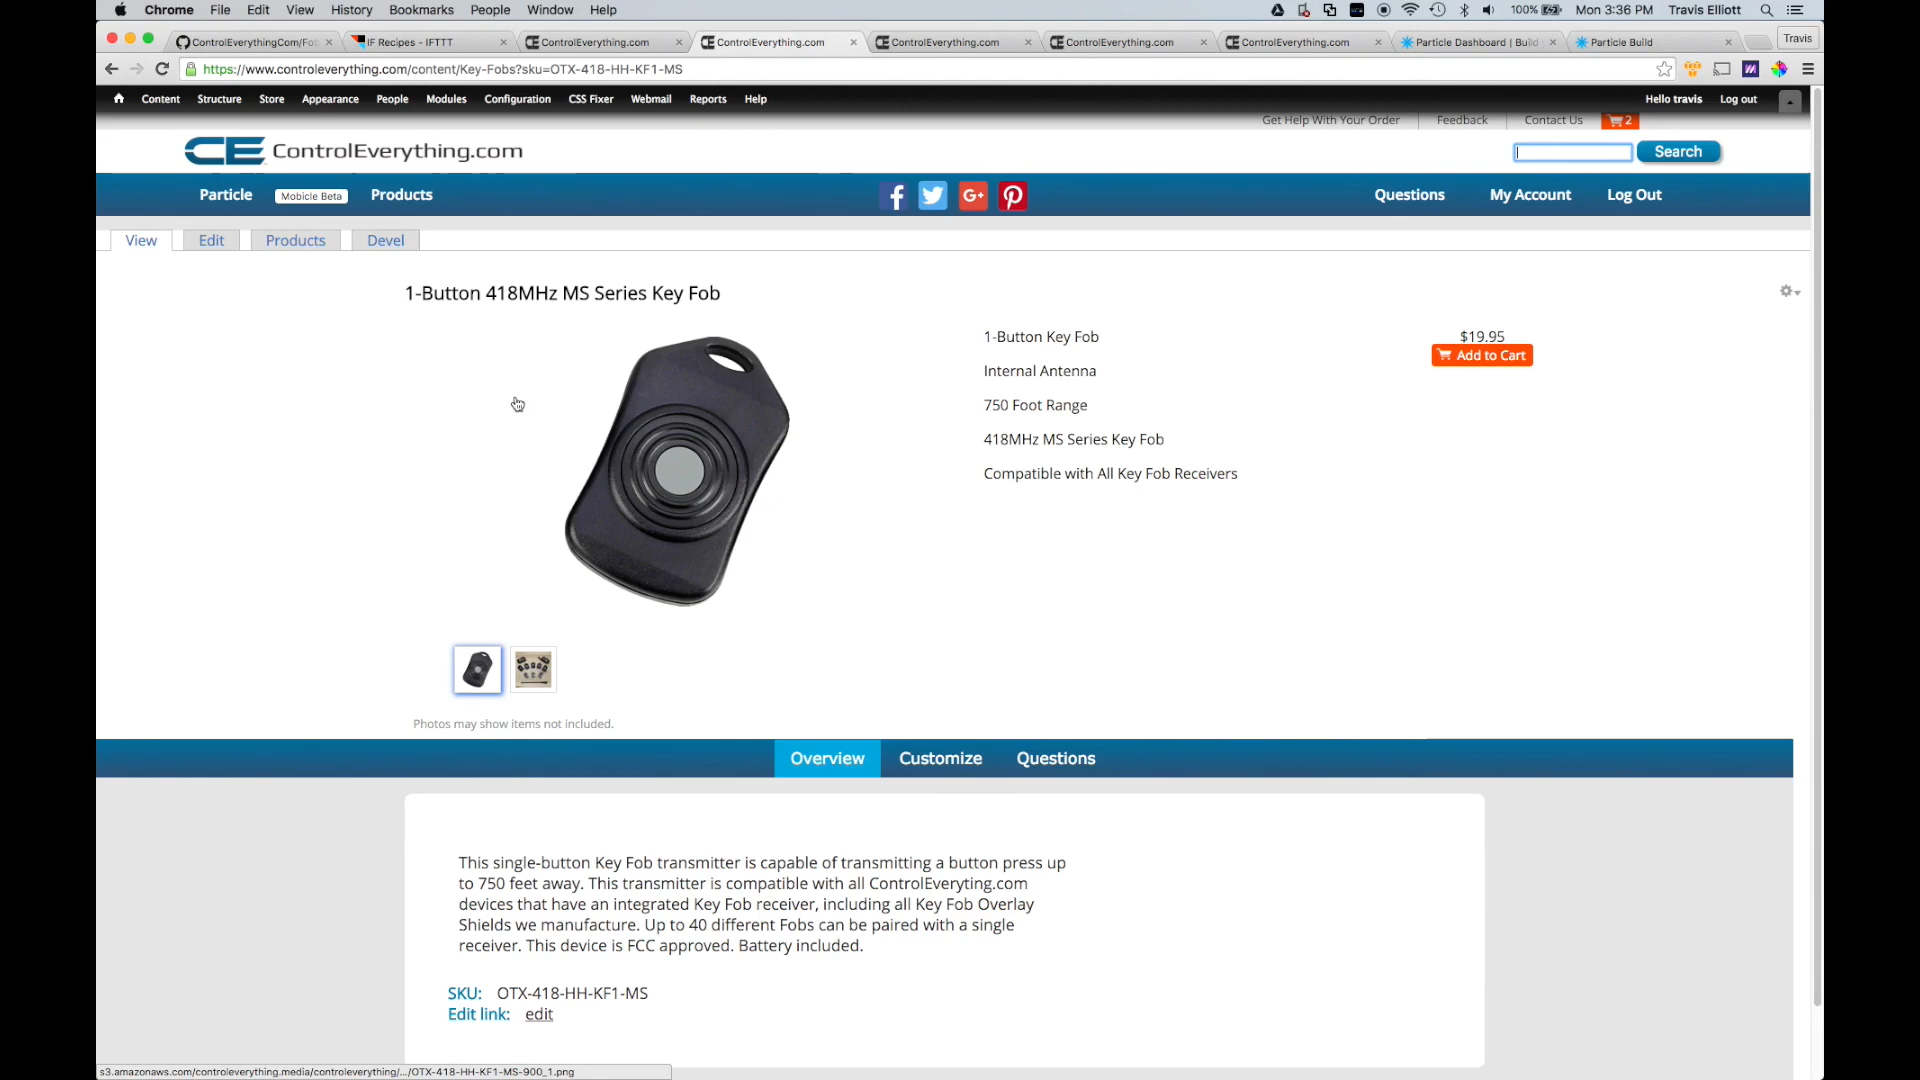 Chrome File Edit View History Bookmarks People Window Help 100% Mon 3:36 PM Travis Elliott
ControlEverythingCom/Fob IF Recipes - IFTTT ControlEverything.com ControlEverything.com ControlEverything.com ControlEverything.com ControlEverything.com Particle Dashboard | Build Particle Build Travis
https://www.controleverything.com/content/Key-Fobs?sku=OTX-418-HH-KF1-MS
Content Structure Store Appearance People Modules Configuration CSS Fixer Webmail Reports Help Hello travis Log out
Get Help With Your Order Feedback Contact Us 2
CE ControlEverything.com Search
Particle Mobicle Beta Products Questions My Account Log Out
View Edit Products Devel
1-Button 418MHz MS Series Key Fob
1-Button Key Fob $19.95
Add to Cart
Internal Antenna
750 Foot Range
418MHz MS Series Key Fob
Compatible with All Key Fob Receivers
Photos may show items not included.
Overview Customize Questions
This single-button Key Fob transmitter is capable of transmitting a button press up
to 750 feet away. This transmitter is compatible with all ControlEveryting.com
devices that have an integrated Key Fob receiver, including all Key Fob Overlay
Shields we manufacture. Up to 40 different Fobs can be paired with a single
receiver. This device is FCC approved. Battery included.
SKU: OTX-418-HH-KF1-MS
Edit link: edit
s3.amazonaws.com/controleverything.media/controleverything/.../OTX-418-HH-KF1-MS-900_1.png